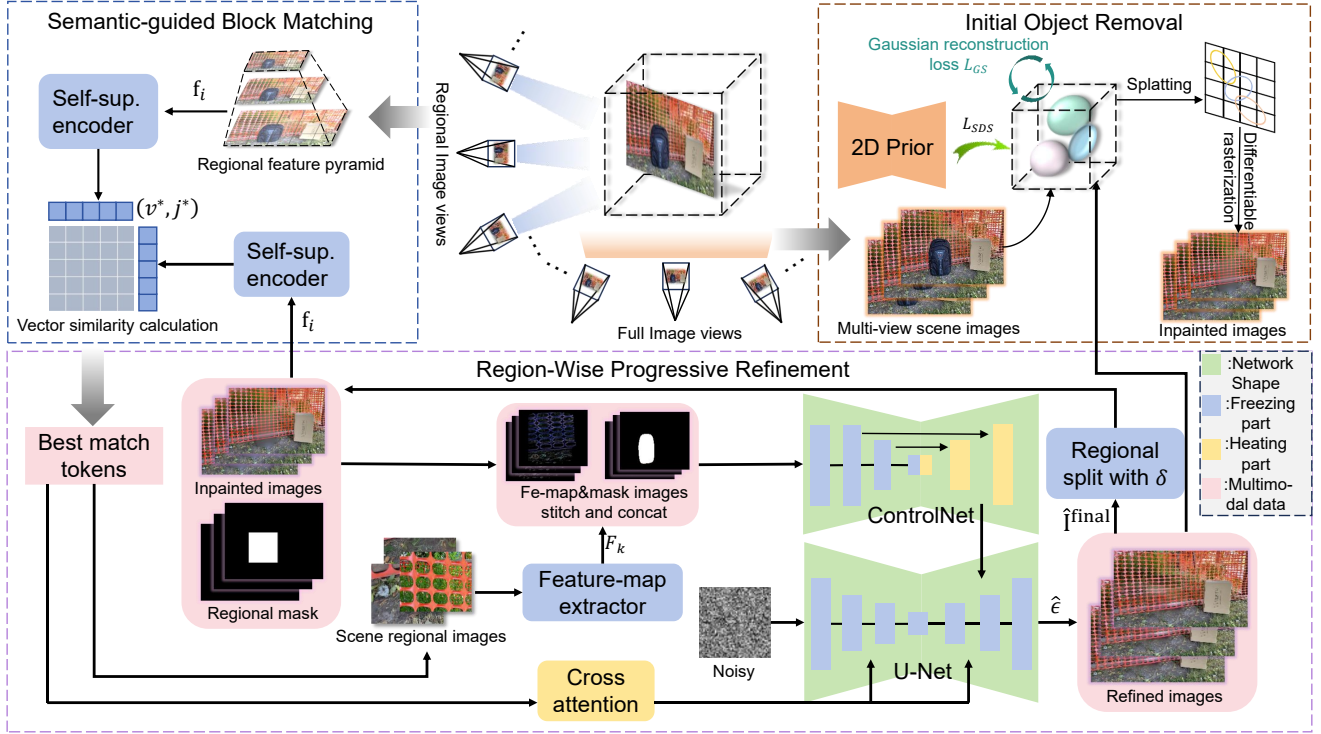 Semantic-guided Block Matching
f_i
Self-sup.
encoder
Regional feature pyramid
(v*, j*)
Self-sup.
encoder
Vector similarity calculation
f_i
Regional Image views
Full Image views
Initial Object Removal
Gaussian reconstruction
loss L_GS
Splatting
L_SDS
2D Prior
Differentiable
rasterization
Multi-view scene images
Inpainted images
Region-Wise Progressive Refinement
:Network
Shape
:Freezing
part
:Heating
part
:Multimo-
dal data
Best match
tokens
Inpainted images
Regional mask
Fe-map&mask images
stitch and concat
F_k
Scene regional images
Feature-map
extractor
ControlNet
Regional
split with δ
Î^final
Noisy
U-Net
ε̂
Cross
attention
Refined images